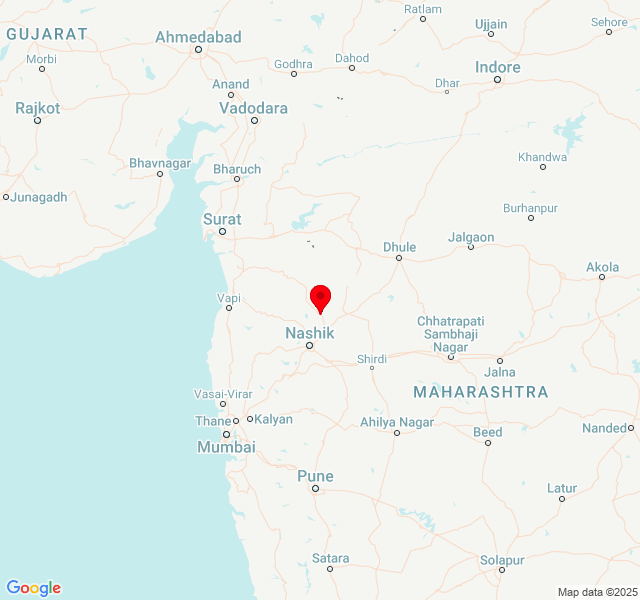 Ratlam
Ujjain
Sehore
GUJARAT
Ahmedabad
Morbi
Godhra
Dahod
Indore
Dhar
Anand
Rajkot
Vadodara
Khandwa
Bhavnagar
Bharuch
Junagadh
Burhanpur
Surat
Jalgaon
Dhule
Akola
Vapi
Chhatrapati
Sambhaji
Nagar
Nashik
Shirdi
Jalna
MAHARASHTRA
Vasai-Virar
Thane
Kalyan
Ahilya Nagar
Beed
Nanded
Mumbai
Pune
Latur
Satara
Solapur
Google
Map data ©2025